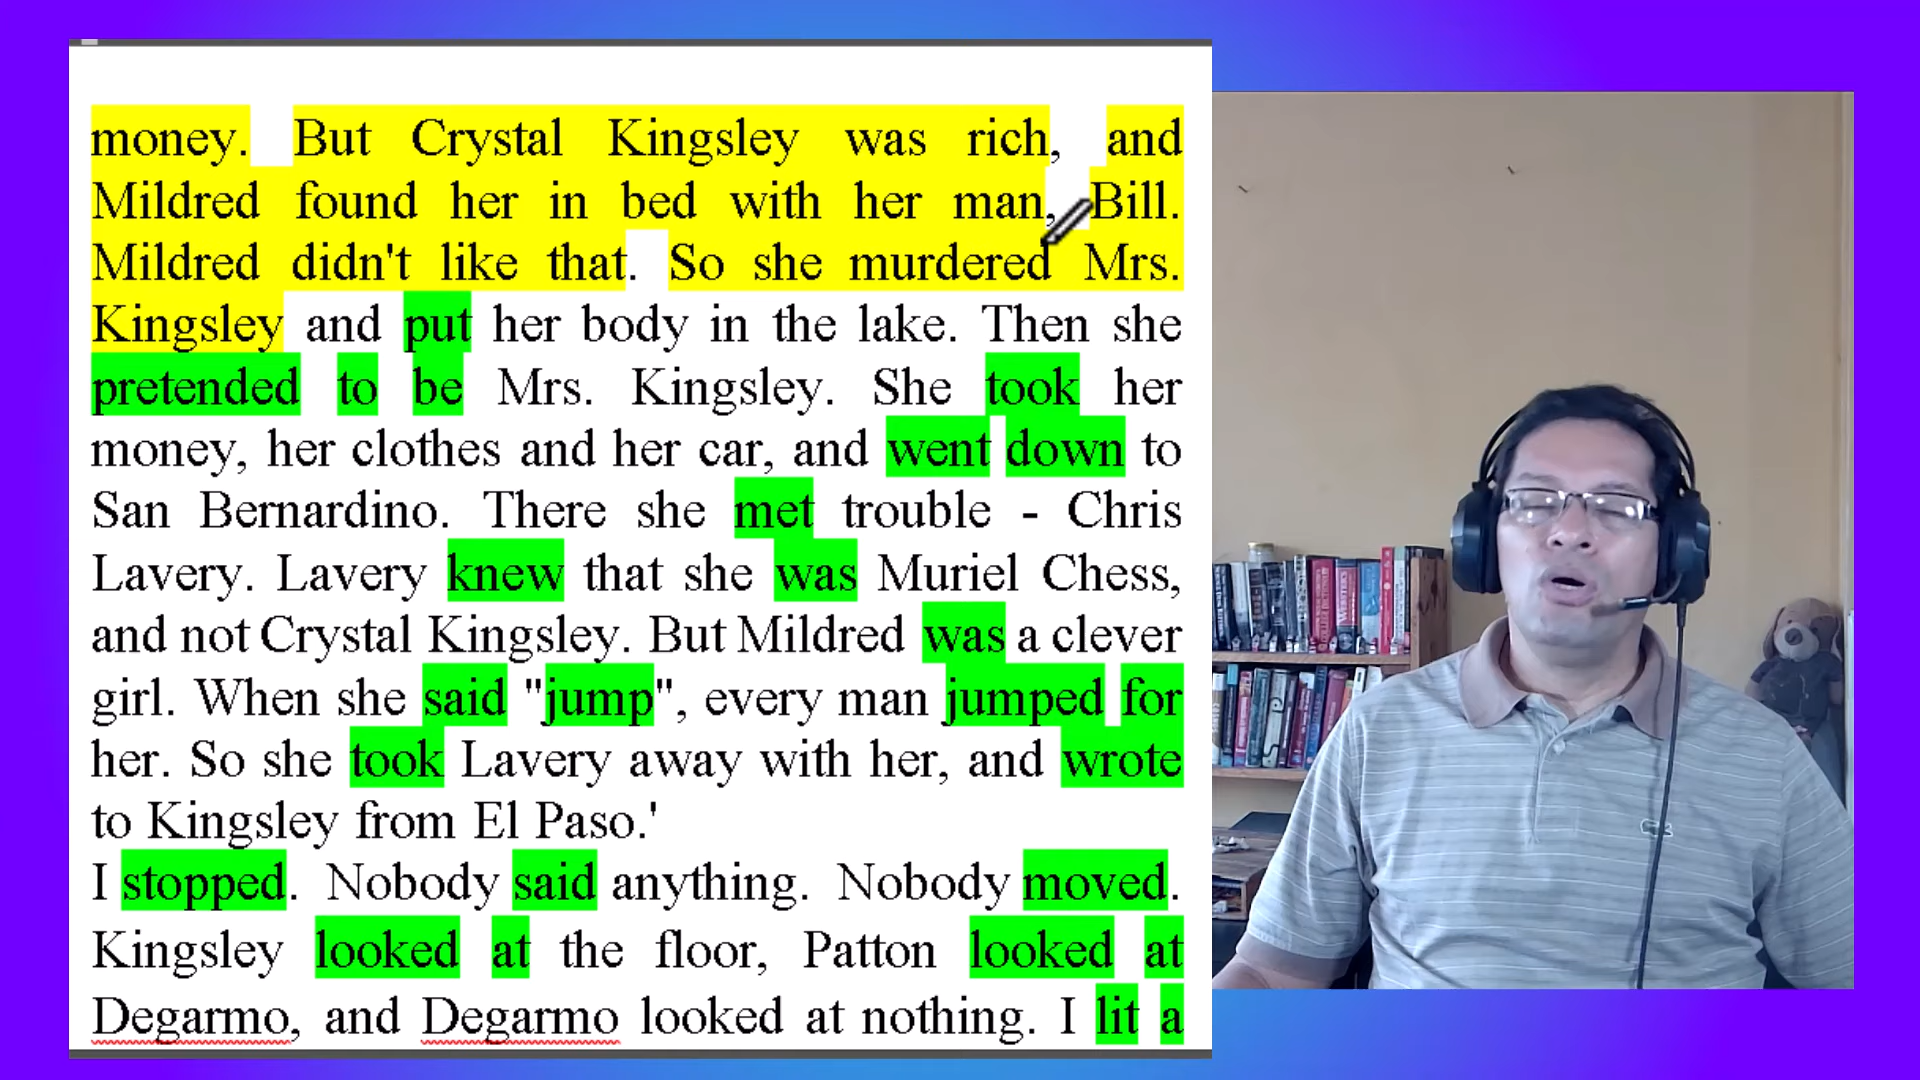 money. But Crystal Kingsley was rich, and
Mildred found her in bed with her man, Bill.
Mildred didn't like that. So she murdered Mrs.
Kingsley and put her body in the lake. Then she
pretended to be Mrs. Kingsley. She took her
money, her clothes and her car, and went down to
San Bernardino. There she met trouble - Chris
Lavery. Lavery knew that she was Muriel Chess,
and not Crystal Kingsley. But Mildred was a clever
girl. When she said "jump", every man jumped for
her. So she took Lavery away with her, and wrote
to Kingsley from El Paso.'
I stopped. Nobody said anything. Nobody moved.
Kingsley looked at the floor, Patton looked at
Degarmo, and Degarmo looked at nothing. I lit a